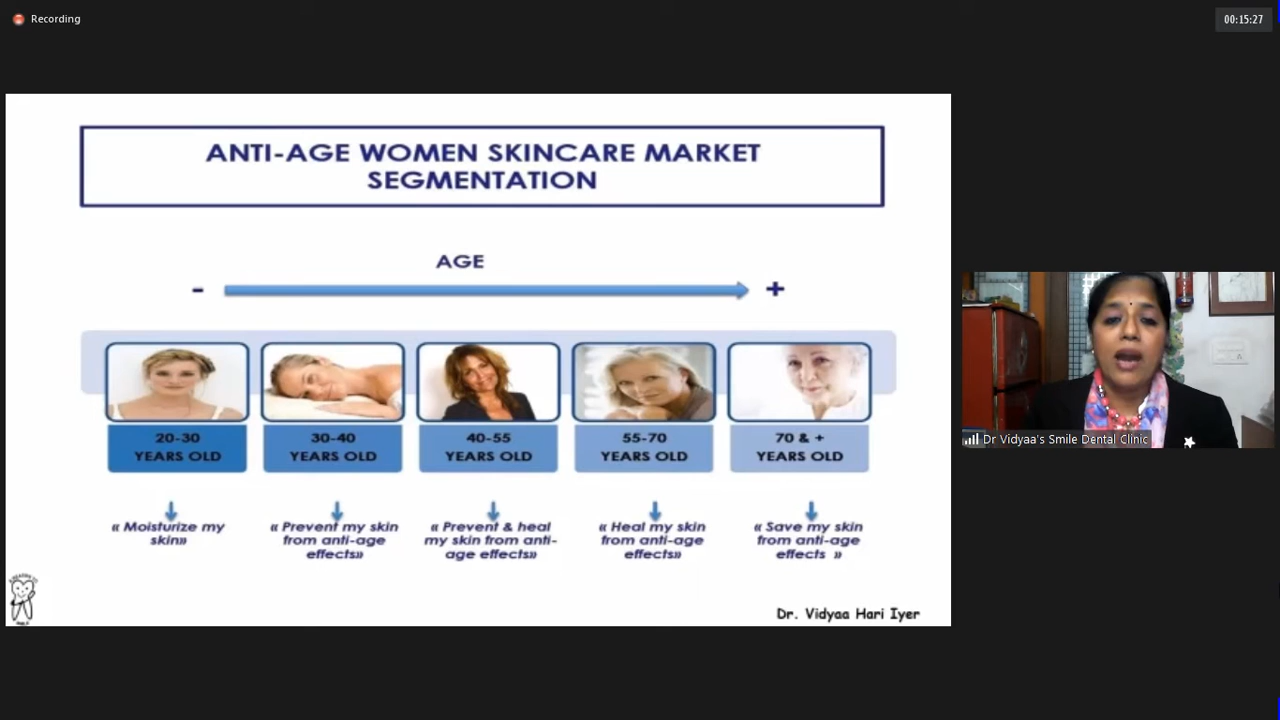 Recording
00:15:27
ANTI-AGE WOMEN SKINCARE MARKET
SEGMENTATION
AGE
-
+
20-30
YEARS OLD
30-40
YEARS OLD
40-55
YEARS OLD
55-70
YEARS OLD
70 & +
YEARS OLD
« Moisturize my
skin»
« Prevent my skin
from anti-age
effects»
« Prevent & heal
my skin from anti-
age effects»
« Heal my skin
from anti-age
effects»
« Save my skin
from anti-age
effects »
Dr. Vidyaa Hari Iyer
Dr Vidyaa's Smile Dental Clinic